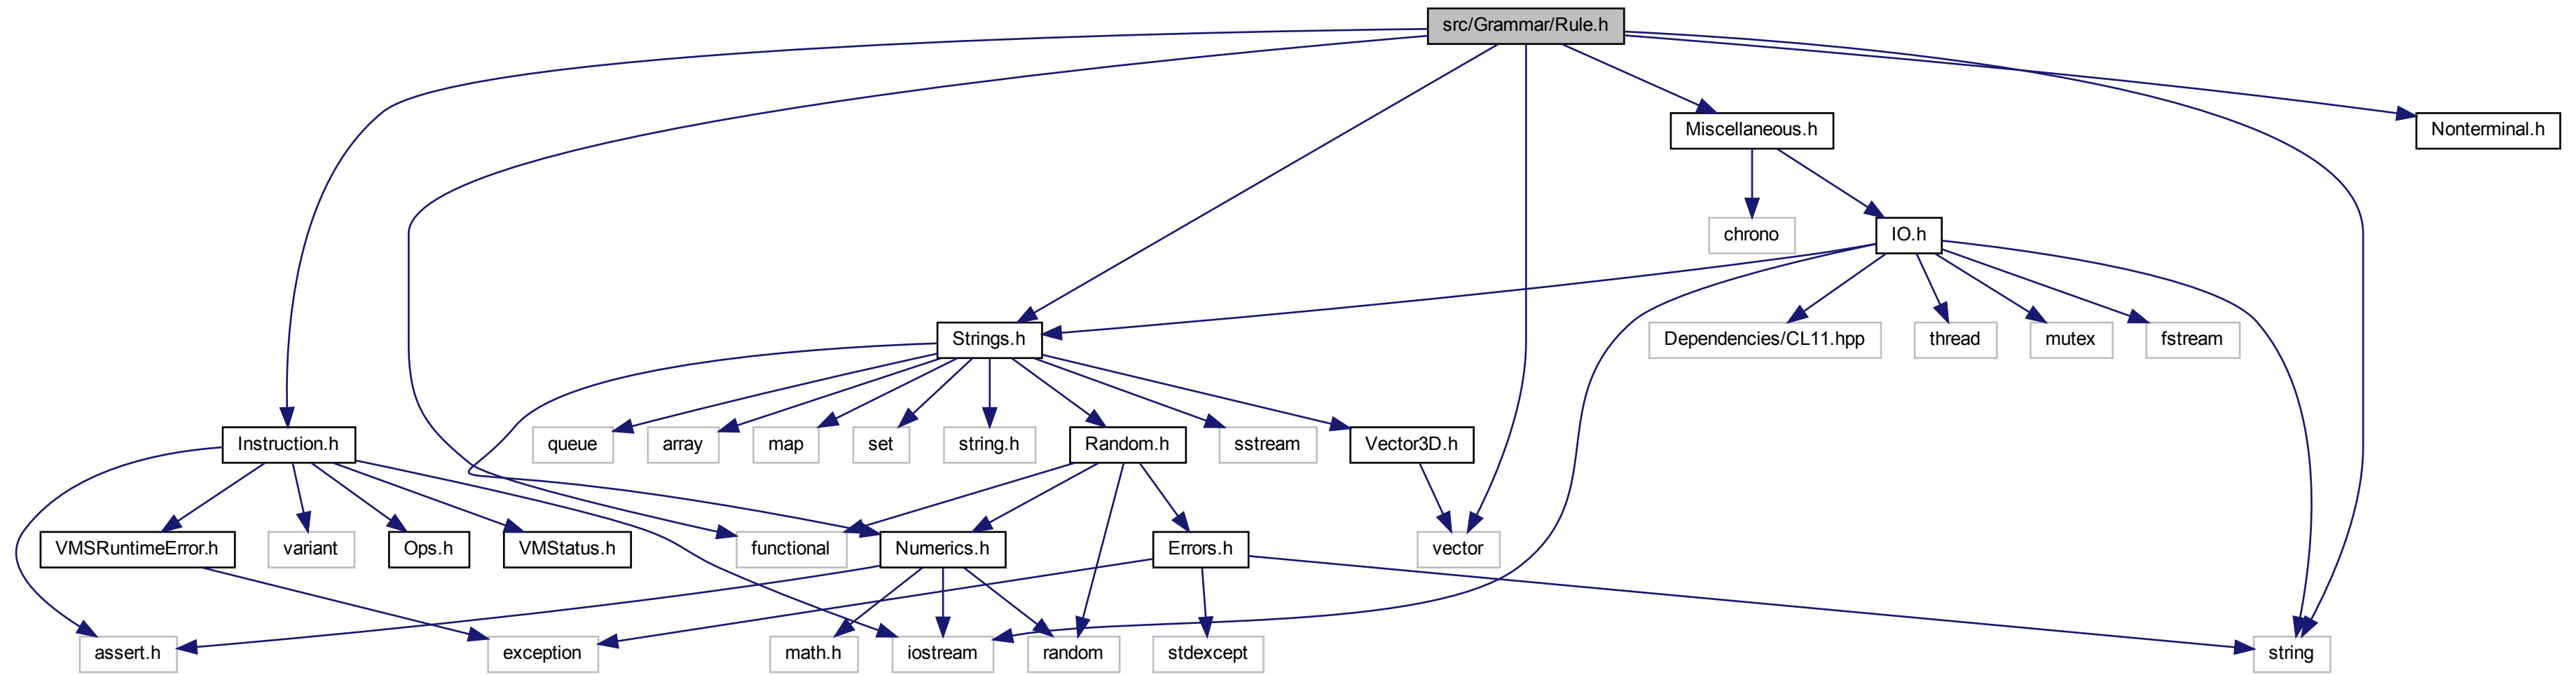 src/Grammar/Rule.h
Miscellaneous.h
Nonterminal.h
chrono
IO.h
Strings.h
Dependencies/CL11.hpp
thread
mutex
fstream
Instruction.h
queue
array
map
set
string.h
Random.h
sstream
Vector3D.h
VMSRuntimeError.h
variant
Ops.h
VMStatus.h
functional
Numerics.h
Errors.h
vector
assert.h
exception
math.h
iostream
random
stdexcept
string